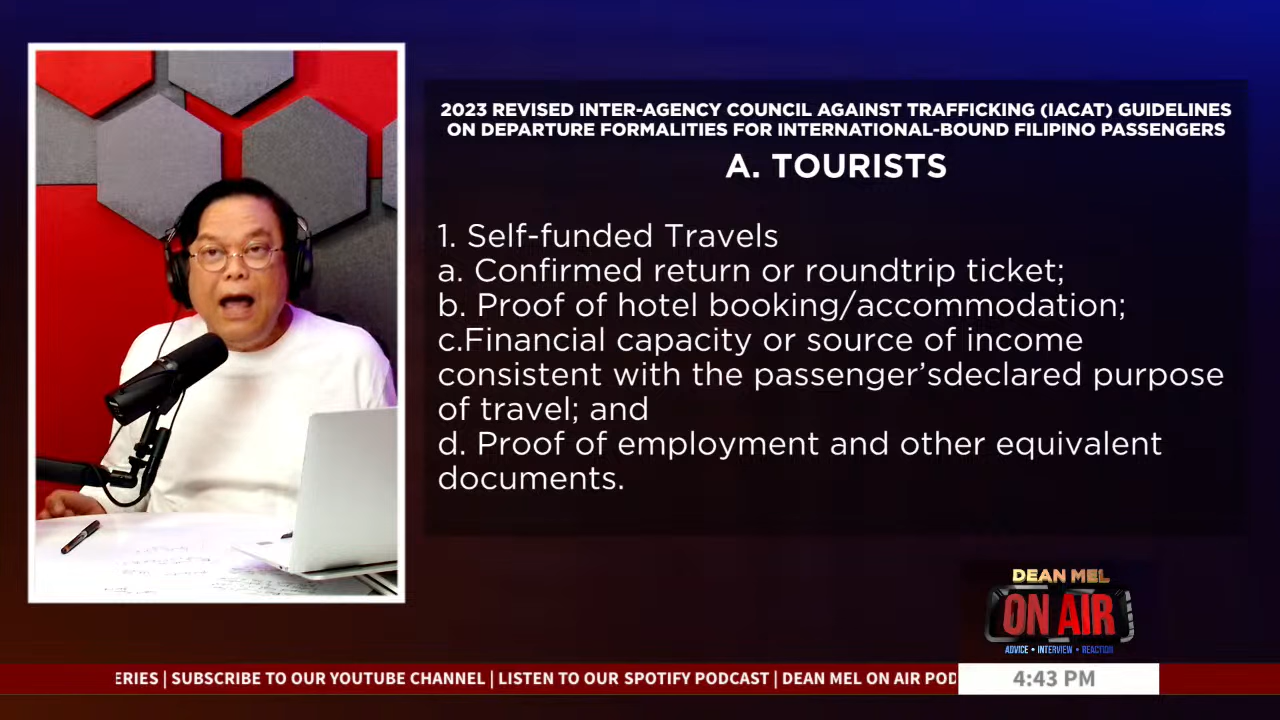 2023 REVISED INTER-AGENCY COUNCIL AGAINST TRAFFICKING (IACAT) GUIDELINES
ON DEPARTURE FORMALITIES FOR INTERNATIONAL-BOUND FILIPINO PASSENGERS
A. TOURISTS
1. Self-funded Travels
a. Confirmed return or roundtrip ticket;
b. Proof of hotel booking/accommodation;
c.Financial capacity or source of income
consistent with the passenger'sdeclared purpose
of travel; and
d. Proof of employment and other equivalent
documents.
DEAN MEL
ON AIR
ADVICE • INTERVIEW • REACTION
ERIES | SUBSCRIBE TO OUR YOUTUBE CHANNEL | LISTEN TO OUR SPOTIFY PODCAST | DEAN MEL ON AIR POD
4:43 PM